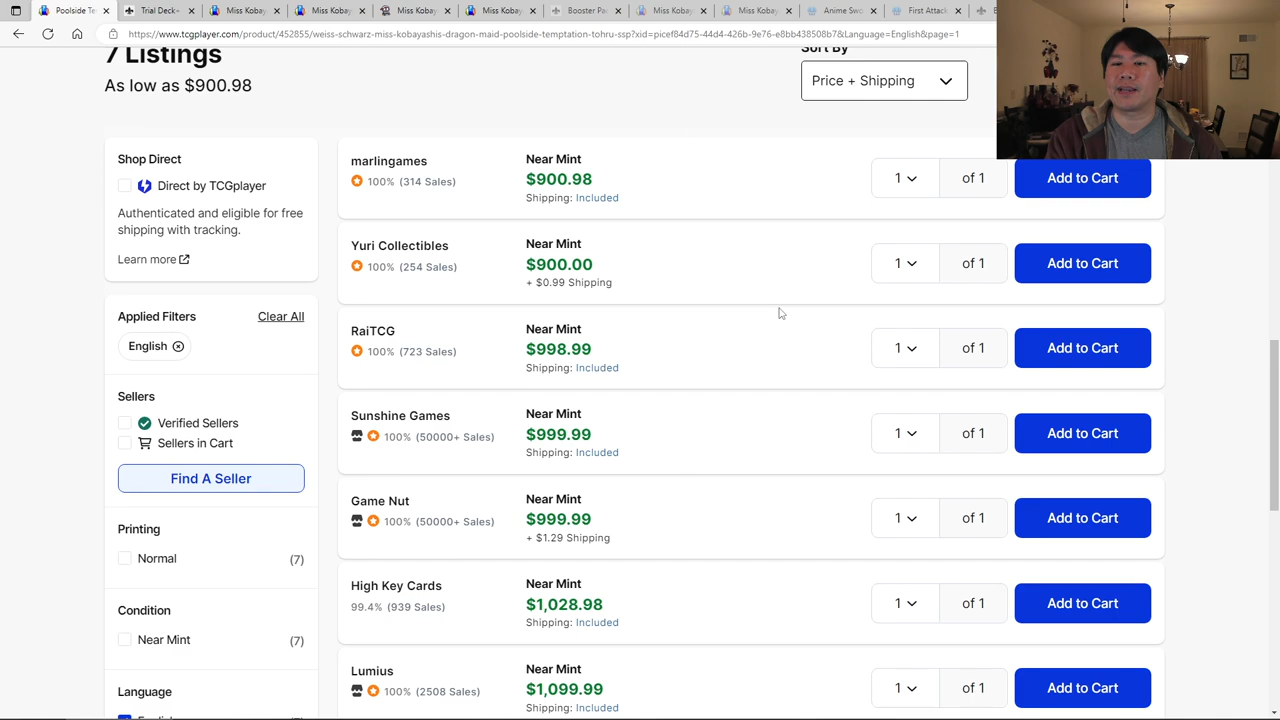 Poolside Te
Trial Deck+
Miss Kobay
Miss Kobay
Miss Kobay
Miss Kobay
Booster Pa
Miss Kobay
Miss Kobay
Anime Swo
First Attack
https://www.tcgplayer.com/product/452855/weiss-schwarz-miss-kobayashis-dragon-maid-poolside-temptation-tohru-ssp?xid=picef84d75-44d4-426b-9e76-e8bb438508b7&Language=English&page=1
7 Listings
Sort By
As low as $900.98
Price + Shipping
Shop Direct
Direct by TCGplayer
Authenticated and eligible for free
shipping with tracking.
Learn more
Applied Filters
Clear All
English
Sellers
Verified Sellers
Sellers in Cart
Find A Seller
Printing
Normal
(7)
Condition
Near Mint
(7)
Language
marlingames
100% (314 Sales)
Near Mint
$900.98
Shipping: Included
1
of 1
Add to Cart
Yuri Collectibles
100% (254 Sales)
Near Mint
$900.00
+ $0.99 Shipping
1
of 1
Add to Cart
RaiTCG
100% (723 Sales)
Near Mint
$998.99
Shipping: Included
1
of 1
Add to Cart
Sunshine Games
100% (50000+ Sales)
Near Mint
$999.99
Shipping: Included
1
of 1
Add to Cart
Game Nut
100% (50000+ Sales)
Near Mint
$999.99
+ $1.29 Shipping
1
of 1
Add to Cart
High Key Cards
99.4% (939 Sales)
Near Mint
$1,028.98
Shipping: Included
1
of 1
Add to Cart
Lumius
100% (2508 Sales)
Near Mint
$1,099.99
Shipping: Included
1
of 1
Add to Cart